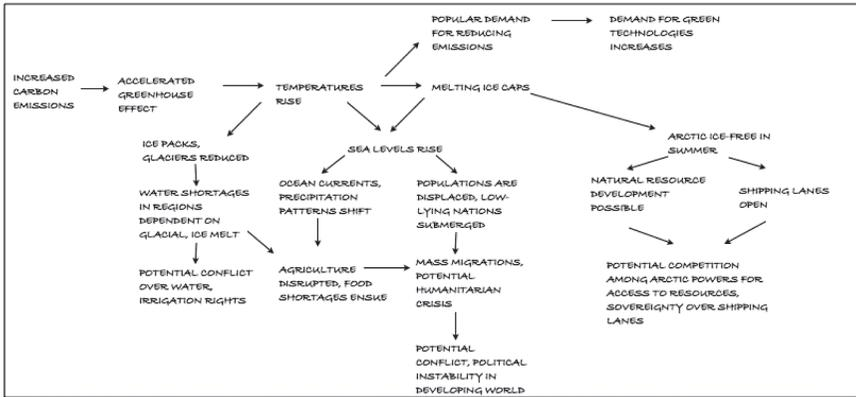 POPULAR DEMAND
FOR REDUCING
EMISSIONS
DEMAND FOR GREEN
TECHNOLOGIES
INCREASES
INCREASED
CARBON
EMISSIONS
ACCELERATED
GREENHOUSE
EFFECT
TEMPERATURES
RISE
MELTING ICE CAPS
ICE PACKS,
GLACIERS REDUCED
SEA LEVELS RISE
ARCTIC ICE-FREE IN
SUMMER
WATER SHORTAGES
IN REGIONS
DEPENDENT ON
GLACIAL, ICE MELT
OCEAN CURRENTS,
PRECIPITATION
PATTERNS SHIFT
POPULATIONS ARE
DISPLACED, LOW-
LYING NATIONS
SUBMERGED
NATURAL RESOURCE
DEVELOPMENT
POSSIBLE
SHIPPING LANES
OPEN
POTENTIAL CONFLICT
OVER WATER,
IRRIGATION RIGHTS
AGRICULTURE
DISRUPTED, FOOD
SHORTAGES ENSUE
MASS MIGRATIONS,
POTENTIAL
HUMANITARIAN
CRISIS
POTENTIAL COMPETITION
AMONG ARCTIC POWERS FOR
ACCESS TO RESOURCES,
SOVEREIGNTY OVER SHIPPING
LANES
POTENTIAL
CONFLICT, POLITICAL
INSTABILITY IN
DEVELOPING WORLD